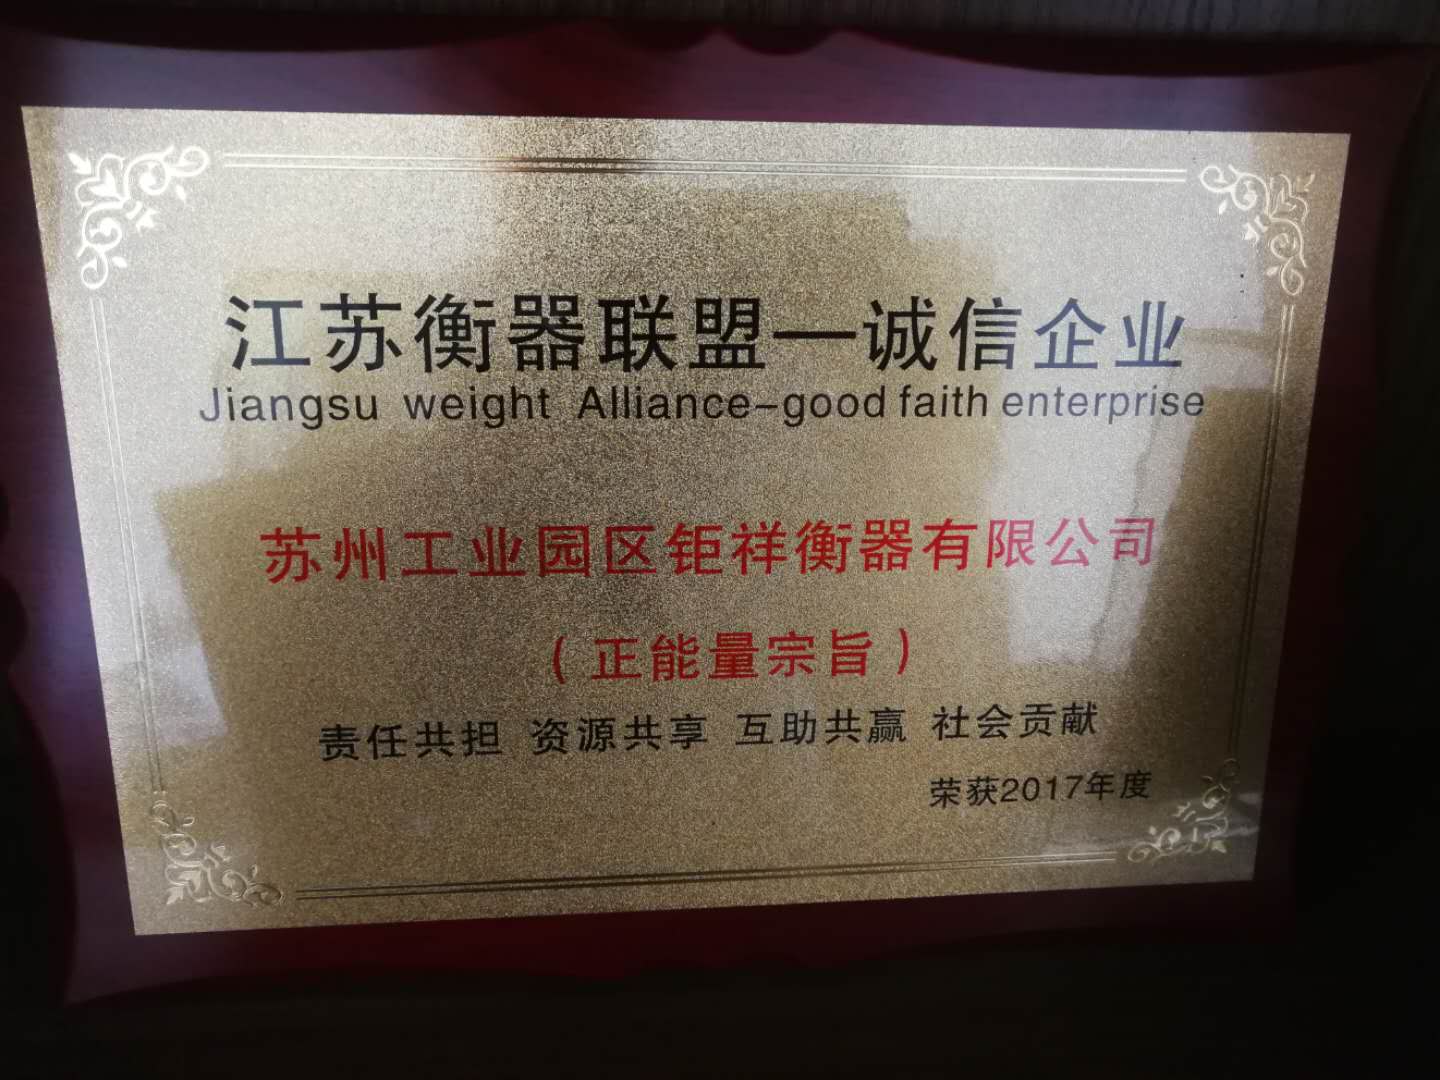 江苏衡器联盟—诚信企业
Jiangsu weight Alliance-good faith enterprise
苏州工业园区钜祥衡器有限公司
（正能量宗旨）
责任共担 资源共享 互助共赢 社会贡献
荣获2017年度